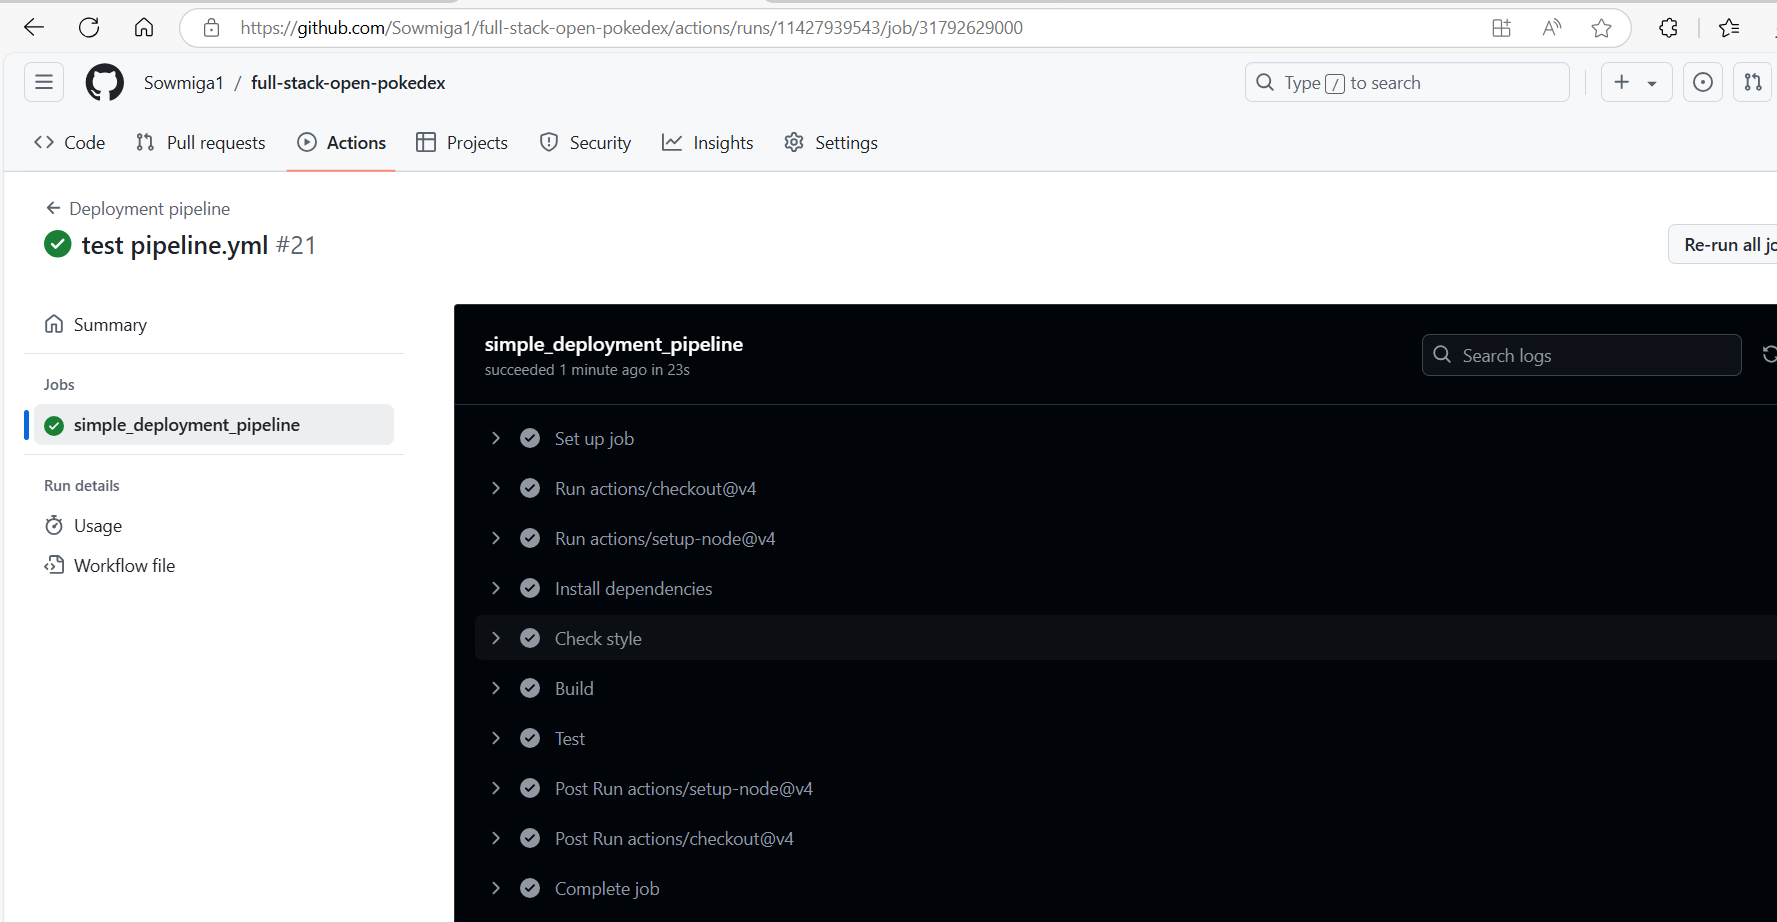 https://github.com/Sowmiga1/full-stack-open-pokedex/actions/runs/11427939543/job/31792629000
Sowmiga1 / full-stack-open-pokedex
Type / to search
Code Pull requests Actions Projects Security Insights Settings
Deployment pipeline
test pipeline.yml #21
Re-run all jo
Summary
Jobs
simple_deployment_pipeline
Run details
Usage
Workflow file
simple_deployment_pipeline
succeeded 1 minute ago in 23s
Search logs
Set up job
Run actions/checkout@v4
Run actions/setup-node@v4
Install dependencies
Check style
Build
Test
Post Run actions/setup-node@v4
Post Run actions/checkout@v4
Complete job